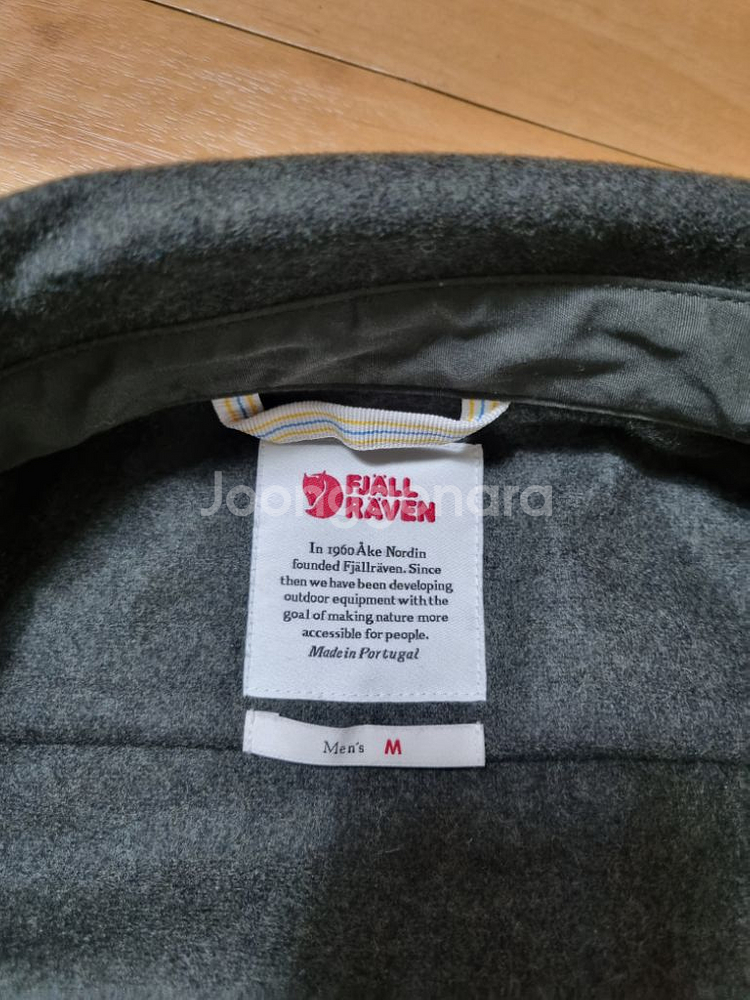 FJÄLL
RÄVEN
In 1960 Åke Nordin
founded Fjällräven. Since
then we have been developing
outdoor equipment with the
goal of making nature more
accessible for people.
Made in Portugal
Men's M
Joonggonara